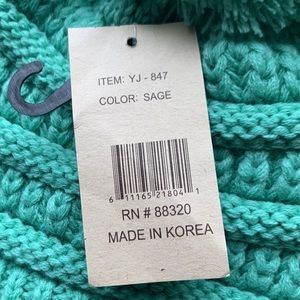 ITEM: YJ - 847
COLOR: SAGE
6 11165 21804 1
RN # 88320
MADE IN KOREA